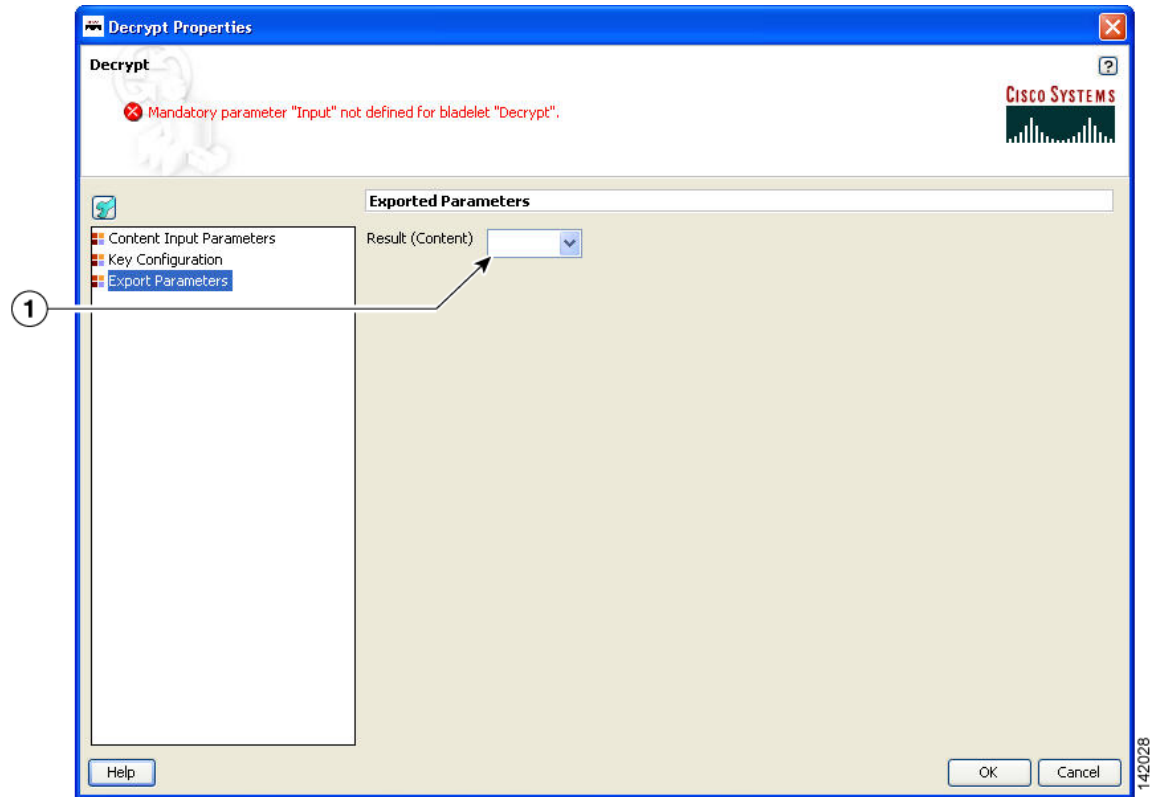 Decrypt Properties
Decrypt
?
Mandatory parameter "Input" not defined for bladelet "Decrypt".
CISCO SYSTEMS
Exported Parameters
Content Input Parameters
Key Configuration
Export Parameters
Result (Content)
1
Help
OK
Cancel
142028